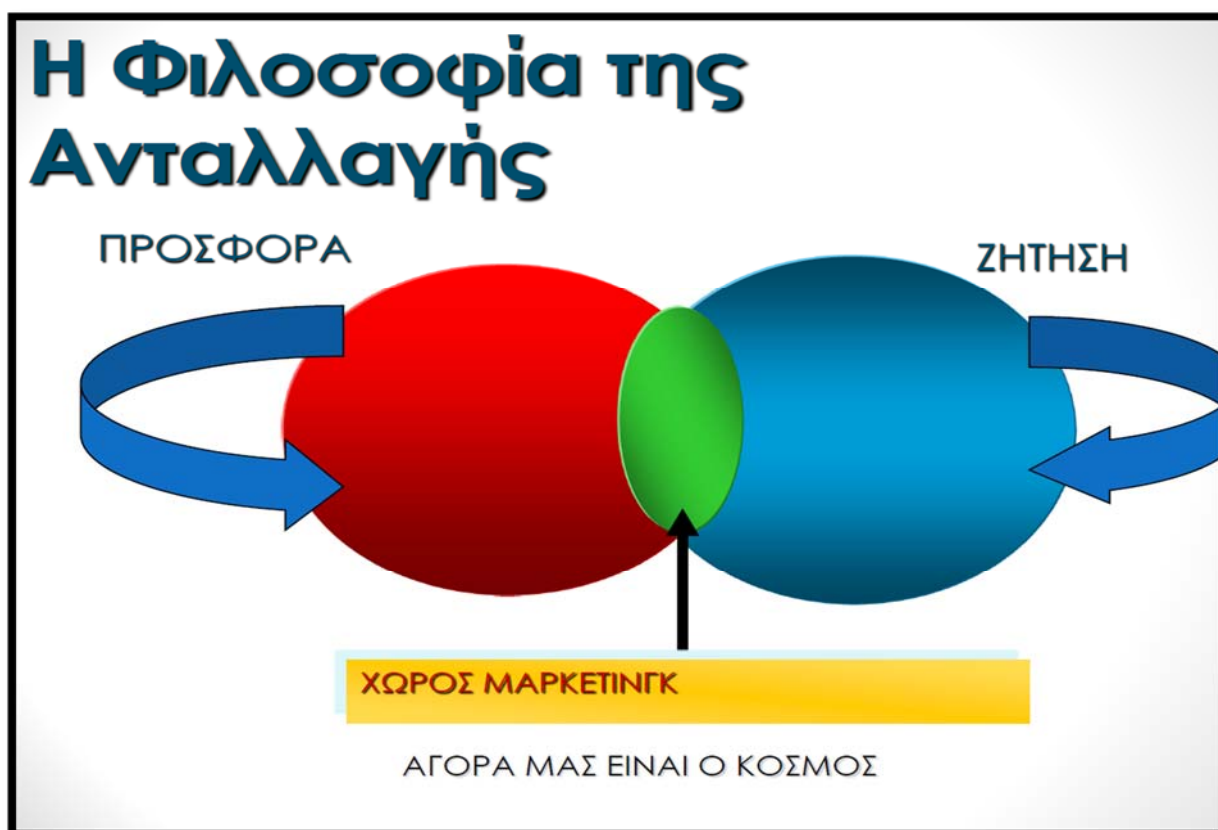 Η Φιλοσοφία της
Ανταλλαγής
ΠΡΟΣΦΟΡΑ
ΖΗΤΗΣΗ
ΧΩΡΟΣ ΜΑΡΚΕΤΙΝΓΚ
ΑΓΟΡΑ ΜΑΣ ΕΙΝΑΙ Ο ΚΟΣΜΟΣ